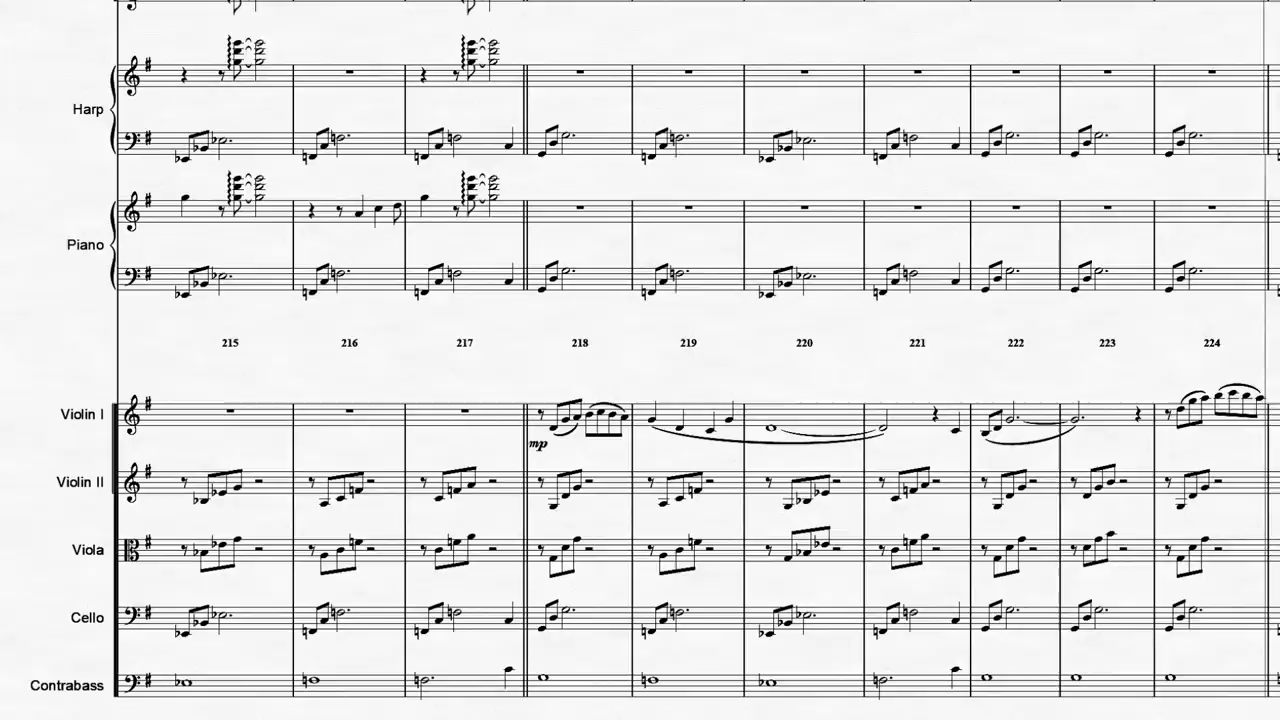 Harp
Piano
215 216 217 218 219 220 221 222 223 224
Violin I
mp
Violin II
Viola
Cello
Contrabass